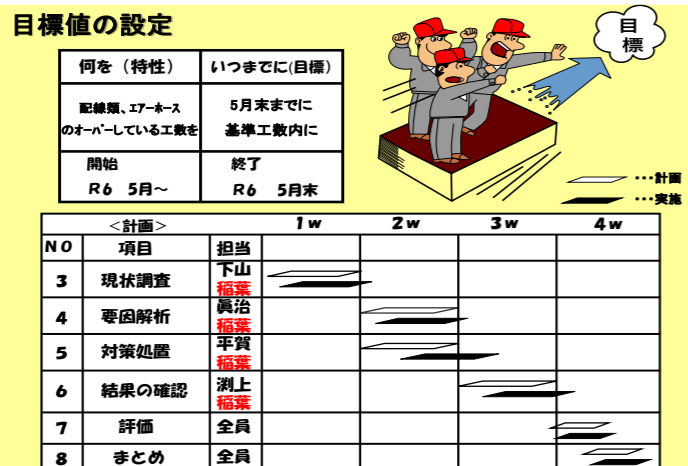 目標値の設定
目
標
何を（特性）
いつまでに(目標)
配線類、エアーホース
のオーバーしている工数を
5月末までに
基準工数内に
開始
R6 5月～
終了
R6 5月末
…計画
…実施
＜計画＞
1w
2w
3w
4w
NO
項目
担当
3
現状調査
下山
稲葉
4
要因解析
眞治
稲葉
5
対策処置
平賀
稲葉
6
結果の確認
渕上
稲葉
7
評価
全員
8
まとめ
全員